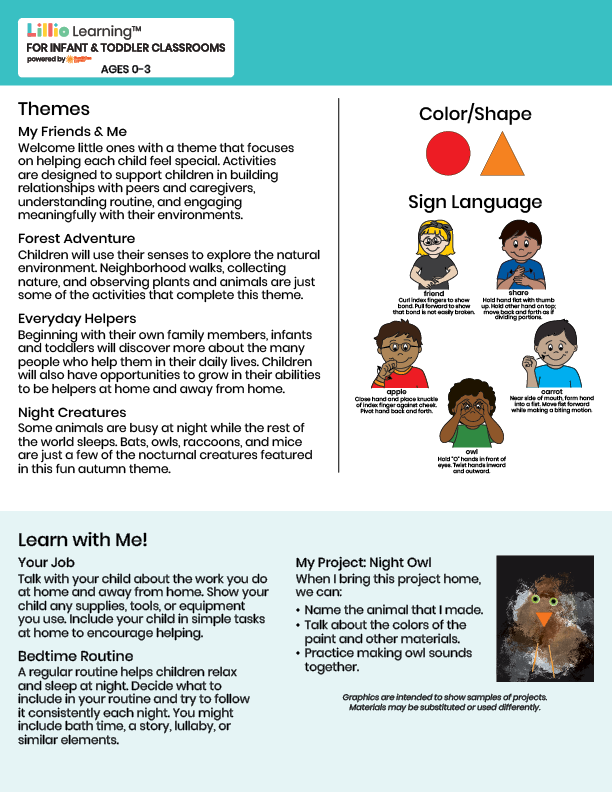 Lillio Learning™
FOR INFANT & TODDLER CLASSROOMS
powered by
AGES 0-3
Themes
My Friends & Me
Welcome little ones with a theme that focuses
on helping each child feel special. Activities
are designed to support children in building
relationships with peers and caregivers,
understanding routine, and engaging
meaningfully with their environments.
Forest Adventure
Children will use their senses to explore the natural
environment. Neighborhood walks, collecting
nature, and observing plants and animals are just
some of the activities that complete this theme.
Everyday Helpers
Beginning with their own family members, infants
and toddlers will discover more about the many
people who help them in their daily lives. Children
will also have opportunities to grow in their abilities
to be helpers at home and away from home.
Night Creatures
Some animals are busy at night while the rest of
the world sleeps. Bats, owls, raccoons, and mice
are just a few of the nocturnal creatures featured
in this fun autumn theme.
Color/Shape
Sign Language
friend
Curl index fingers to show
bond. Pull forward to show
that bond is not easily broken.
share
Hold hand flat with thumb
up. Hold other hand on top;
move back and forth as if
dividing portions.
apple
Close hand and place knuckle
of index finger against cheek.
Pivot hand back and forth.
carrot
Near side of mouth, form hand
into a fist. Move fist forward
while making a biting motion.
owl
Hold "O" hands in front of
eyes. Twist hands inward
and outward.
Learn with Me!
Your Job
Talk with your child about the work you do
at home and away from home. Show your
child any supplies, tools, or equipment
you use. Include your child in simple tasks
at home to encourage helping.
Bedtime Routine
A regular routine helps children relax
and sleep at night. Decide what to
include in your routine and try to follow
it consistently each night. You might
include bath time, a story, lullaby, or
similar elements.
My Project: Night Owl
When I bring this project home,
we can:
• Name the animal that I made.
• Talk about the colors of the
paint and other materials.
• Practice making owl sounds
together.
Graphics are intended to show samples of projects.
Materials may be substituted or used differently.